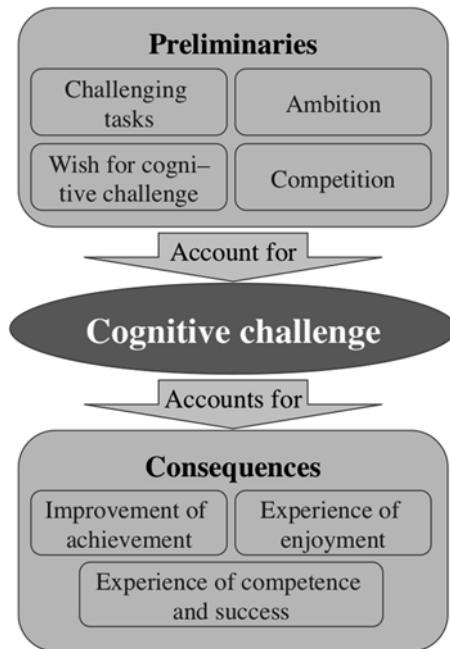 Preliminaries
Challenging
tasks
Ambition
Wish for cogni–
tive challenge
Competition
Account for
Cognitive challenge
Accounts for
Consequences
Improvement of
achievement
Experience of
enjoyment
Experience of competence
and success